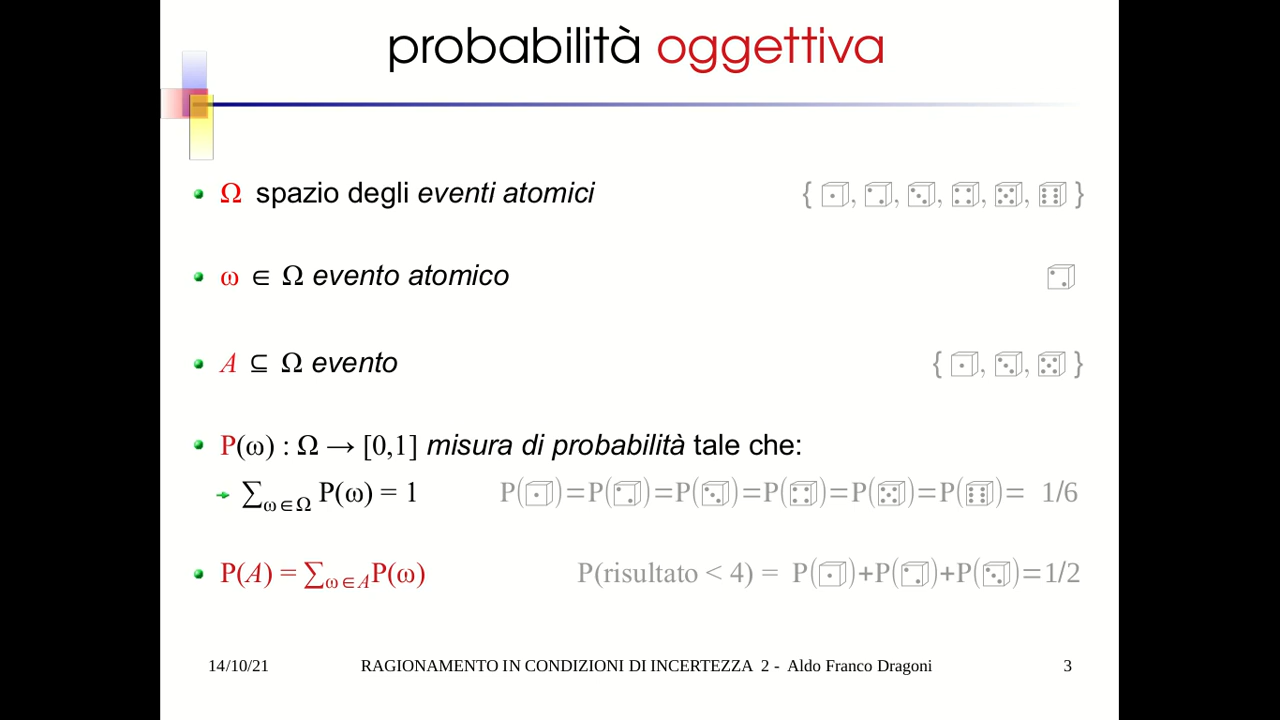 probabilità oggettiva
Ω spazio degli eventi atomici { ⚀, ⚁, ⚂, ⚃, ⚄, ⚅ }
ω ∈ Ω evento atomico ⚁
A ⊆ Ω evento { ⚀, ⚂, ⚄ }
P(ω) : Ω → [0,1] misura di probabilità tale che:
∑ω∈Ω P(ω) = 1 P(⚀)=P(⚁)=P(⚂)=P(⚃)=P(⚄)=P(⚅)= 1/6
P(A) = ∑ω∈A P(ω) P(risultato < 4) = P(⚀)+P(⚁)+P(⚂)=1/2
14/10/21 RAGIONAMENTO IN CONDIZIONI DI INCERTEZZA 2 - Aldo Franco Dragoni 3